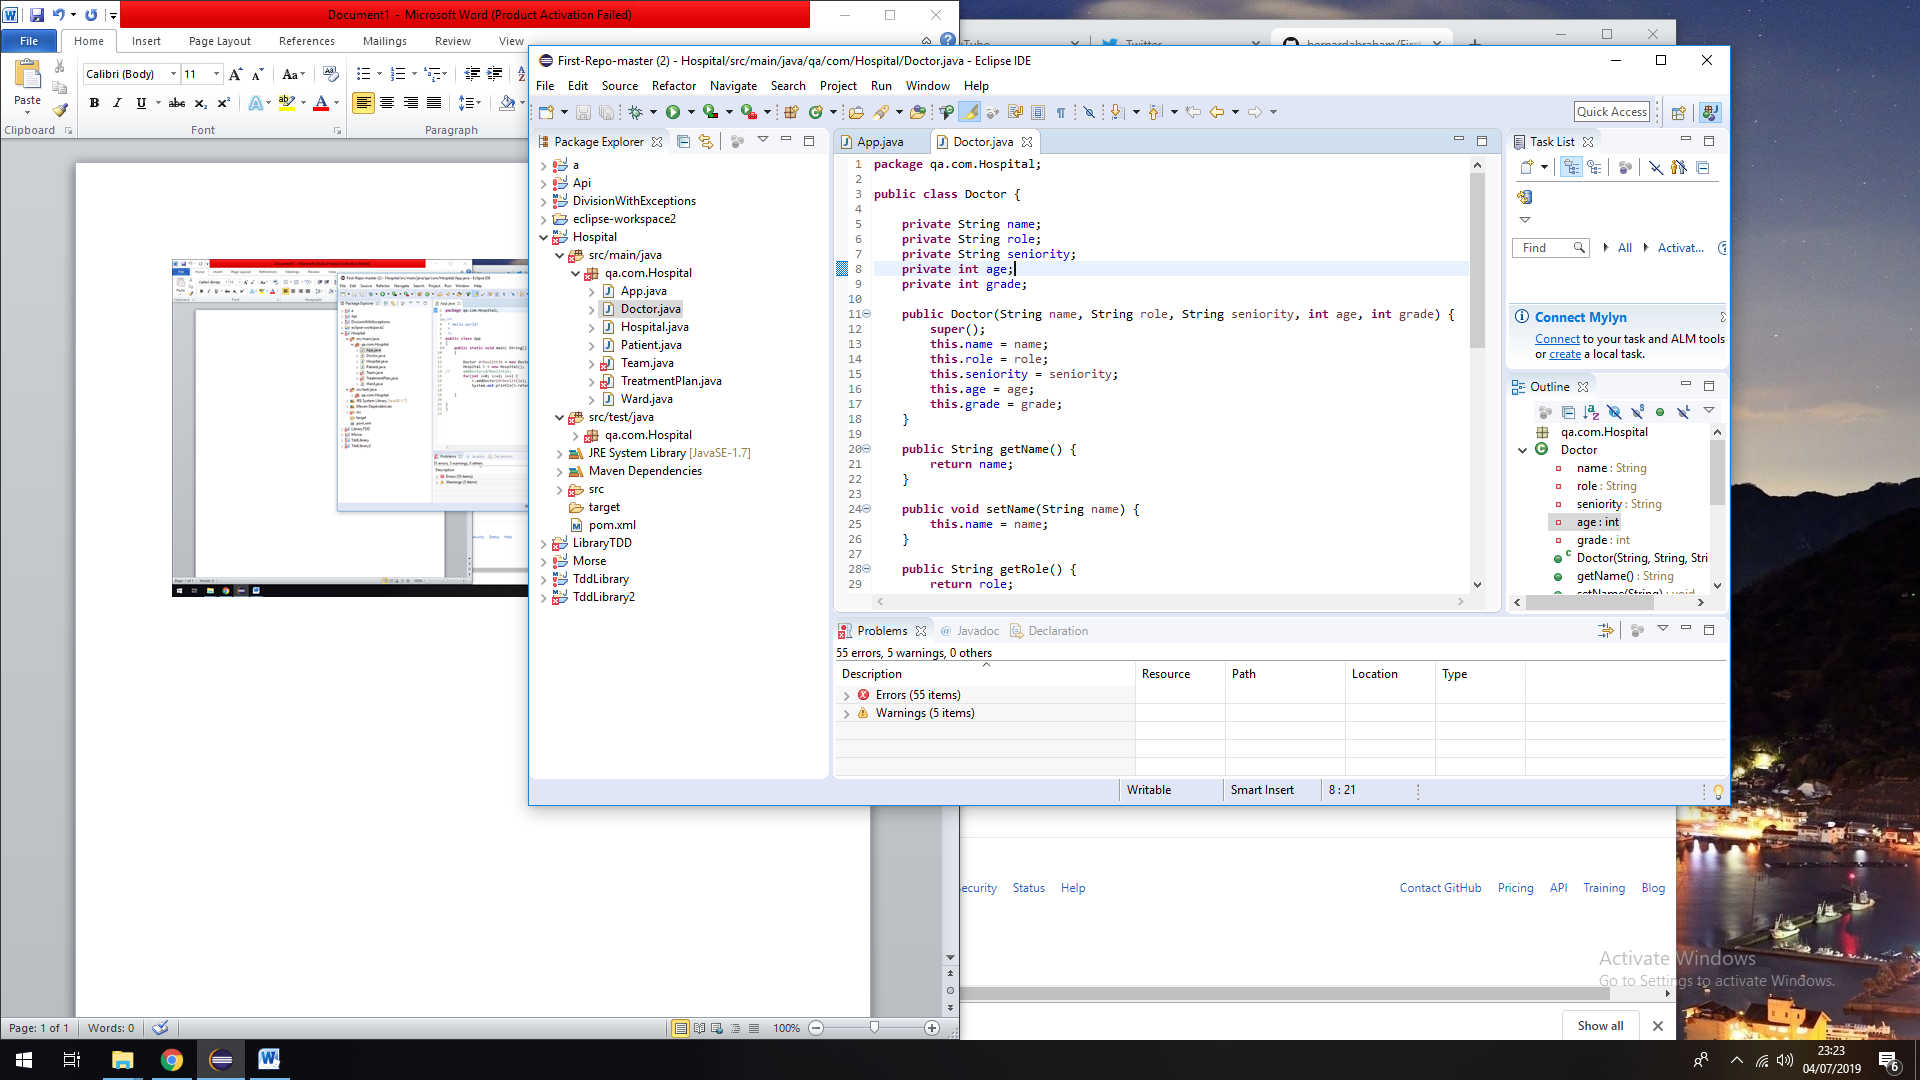 Document1 - Microsoft Word (Product Activation Failed)
File Home Insert Page Layout References Mailings Review View
Calibri (Body) 11
Paste
Clipboard Font Paragraph
Twitter
First-Repo-master (2) - Hospital/src/main/java/qa/com/Hospital/Doctor.java - Eclipse IDE
File Edit Source Refactor Navigate Search Project Run Window Help
Quick Access
Package Explorer
a
Api
DivisionWithExceptions
eclipse-workspace2
Hospital
src/main/java
qa.com.Hospital
App.java
Doctor.java
Hospital.java
Patient.java
Team.java
TreatmentPlan.java
Ward.java
src/test/java
qa.com.Hospital
JRE System Library [JavaSE-1.7]
Maven Dependencies
src
target
pom.xml
LibraryTDD
Morse
TddLibrary
TddLibrary2
App.java Doctor.java
1 package qa.com.Hospital;
2
3 public class Doctor {
4
5 private String name;
6 private String role;
7 private String seniority;
8 private int age;
9 private int grade;
10
11 public Doctor(String name, String role, String seniority, int age, int grade) {
12 super();
13 this.name = name;
14 this.role = role;
15 this.seniority = seniority;
16 this.age = age;
17 this.grade = grade;
18 }
19
20 public String getName() {
21 return name;
22 }
23
24 public void setName(String name) {
25 this.name = name;
26 }
27
28 public String getRole() {
29 return role;
Task List
Find All Activat...
Connect Mylyn
Connect to your task and ALM tools
or create a local task.
Outline
qa.com.Hospital
Doctor
name : String
role : String
seniority : String
age : int
grade : int
Doctor(String, String, Stri
getName() : String
setName(String) : void
Problems Javadoc Declaration
55 errors, 5 warnings, 0 others
Description Resource Path Location Type
Errors (55 items)
Warnings (5 items)
Writable Smart Insert 8 : 21
ecurity Status Help Contact GitHub Pricing API Training Blog
Activate Windows
Go to Settings to activate Windows.
Show all
Page: 1 of 1 Words: 0 100%
23:23
04/07/2019
6